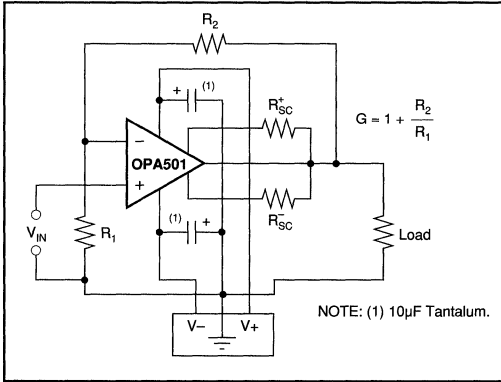 R2
+ (1)
R+SC
G = 1 + R2/R1
−
OPA501
+
R−SC
(1) +
VIN
R1
Load
V− V+
NOTE: (1) 10μF Tantalum.